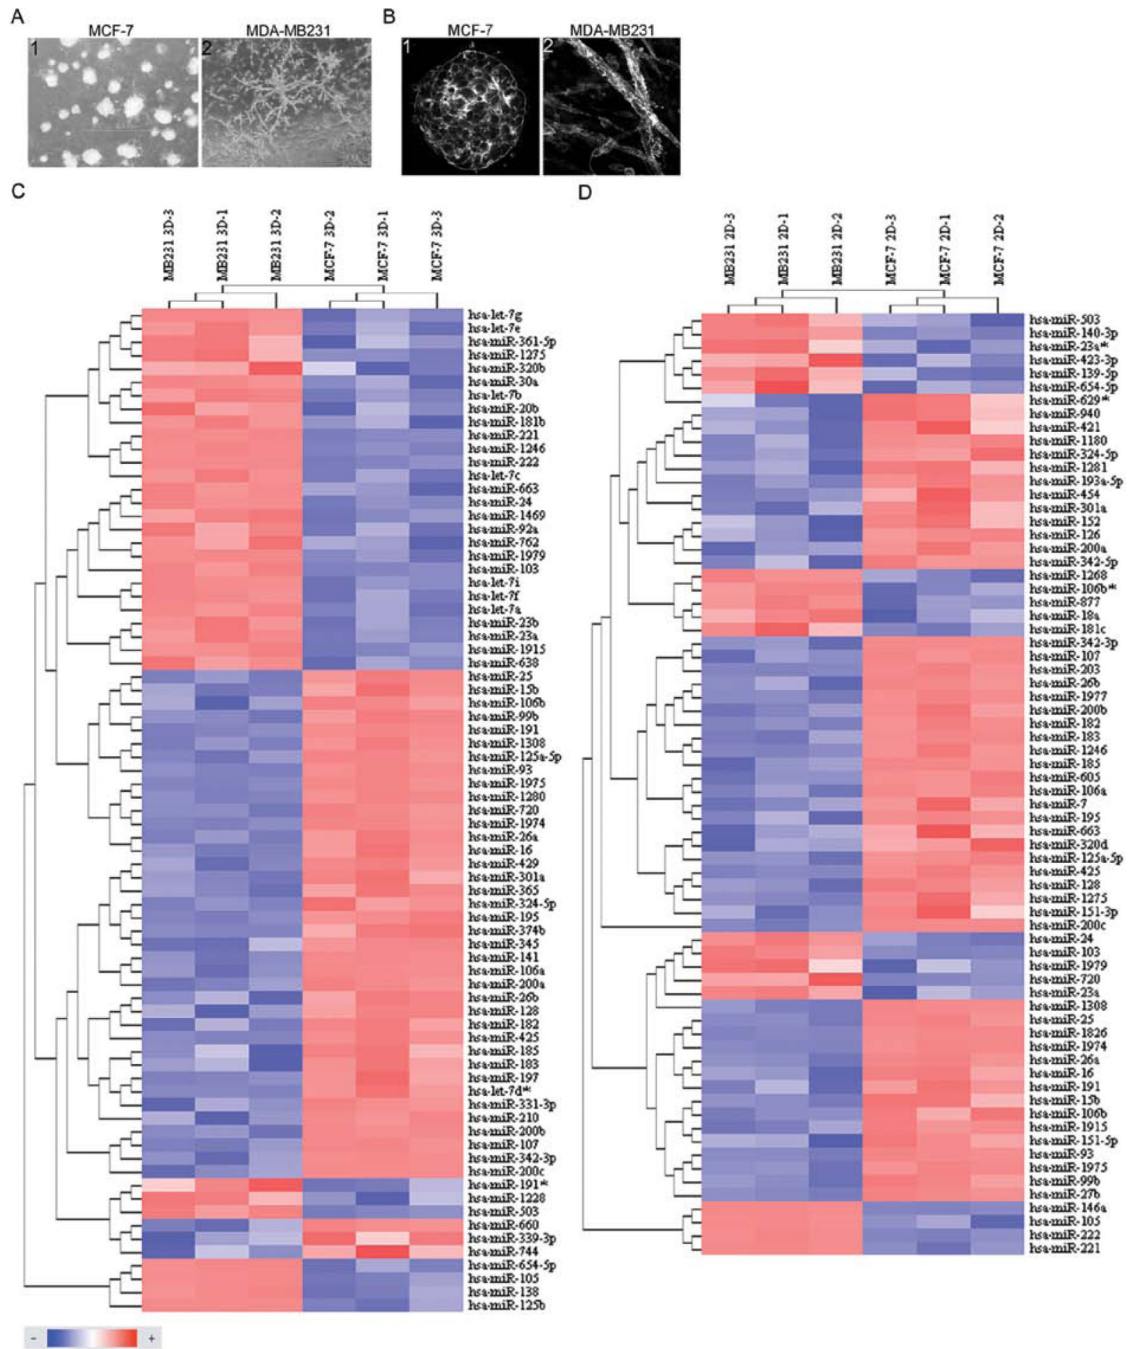 A
B
MCF-7
MDA-MB231
MCF-7
MDA-MB231
1
2
1
2
C
MB231 3D-3
MB231 3D-1
MB231 3D-2
MCF-7 3D-2
MCF-7 3D-1
MCF-7 3D-3
hsa-let-7g
hsa-let-7e
hsa-miR-361-5p
hsa-miR-1275
hsa-miR-320b
hsa-miR-30a
hsa-let-7b
hsa-miR-20b
hsa-miR-181b
hsa-miR-221
hsa-miR-1246
hsa-miR-222
hsa-let-7c
hsa-miR-663
hsa-miR-24
hsa-miR-1469
hsa-miR-92a
hsa-miR-762
hsa-miR-1979
hsa-miR-103
hsa-let-7i
hsa-let-7f
hsa-let-7a
hsa-miR-23b
hsa-miR-23a
hsa-miR-1915
hsa-miR-638
hsa-miR-25
hsa-miR-15b
hsa-miR-106b
hsa-miR-99b
hsa-miR-191
hsa-miR-1308
hsa-miR-125a-5p
hsa-miR-93
hsa-miR-1975
hsa-miR-1280
hsa-miR-720
hsa-miR-1974
hsa-miR-26a
hsa-miR-16
hsa-miR-429
hsa-miR-301a
hsa-miR-365
hsa-miR-324-5p
hsa-miR-195
hsa-miR-374b
hsa-miR-345
hsa-miR-141
hsa-miR-106a
hsa-miR-200a
hsa-miR-26b
hsa-miR-128
hsa-miR-182
hsa-miR-425
hsa-miR-185
hsa-miR-183
hsa-miR-197
hsa-let-7d*
hsa-miR-331-3p
hsa-miR-210
hsa-miR-200b
hsa-miR-107
hsa-miR-342-3p
hsa-miR-200c
hsa-miR-191*
hsa-miR-1228
hsa-miR-503
hsa-miR-660
hsa-miR-339-3p
hsa-miR-744
hsa-miR-654-5p
hsa-miR-105
hsa-miR-138
hsa-miR-125b
- +
D
MB231 2D-3
MB231 2D-1
MB231 2D-2
MCF-7 2D-3
MCF-7 2D-1
MCF-7 2D-2
hsa-miR-503
hsa-miR-140-3p
hsa-miR-23a*
hsa-miR-423-3p
hsa-miR-139-5p
hsa-miR-654-5p
hsa-miR-629*
hsa-miR-940
hsa-miR-421
hsa-miR-1180
hsa-miR-324-5p
hsa-miR-1281
hsa-miR-193a-5p
hsa-miR-454
hsa-miR-301a
hsa-miR-152
hsa-miR-126
hsa-miR-200a
hsa-miR-342-5p
hsa-miR-1268
hsa-miR-106b*
hsa-miR-877
hsa-miR-18a
hsa-miR-181c
hsa-miR-342-3p
hsa-miR-107
hsa-miR-203
hsa-miR-26b
hsa-miR-1977
hsa-miR-200b
hsa-miR-182
hsa-miR-183
hsa-miR-1246
hsa-miR-185
hsa-miR-605
hsa-miR-106a
hsa-miR-7
hsa-miR-195
hsa-miR-663
hsa-miR-320d
hsa-miR-125a-5p
hsa-miR-425
hsa-miR-128
hsa-miR-1275
hsa-miR-151-3p
hsa-miR-200c
hsa-miR-24
hsa-miR-103
hsa-miR-1979
hsa-miR-720
hsa-miR-23a
hsa-miR-1308
hsa-miR-25
hsa-miR-1826
hsa-miR-1974
hsa-miR-26a
hsa-miR-16
hsa-miR-191
hsa-miR-15b
hsa-miR-106b
hsa-miR-1915
hsa-miR-151-5p
hsa-miR-93
hsa-miR-1975
hsa-miR-99b
hsa-miR-27b
hsa-miR-146a
hsa-miR-105
hsa-miR-222
hsa-miR-221